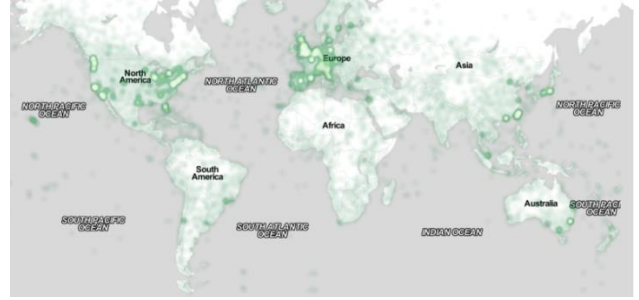 North
America
Europe
Asia
NORTH ATLANTIC
OCEAN
NORTH PACIFIC
OCEAN
NORTH PACIFIC
OCEAN
Africa
South
America
Australia
SOUTH PACI
OCEAN
SOUTH PACIFIC
OCEAN
SOUTH ATLANTIC
OCEAN
INDIAN OCEAN